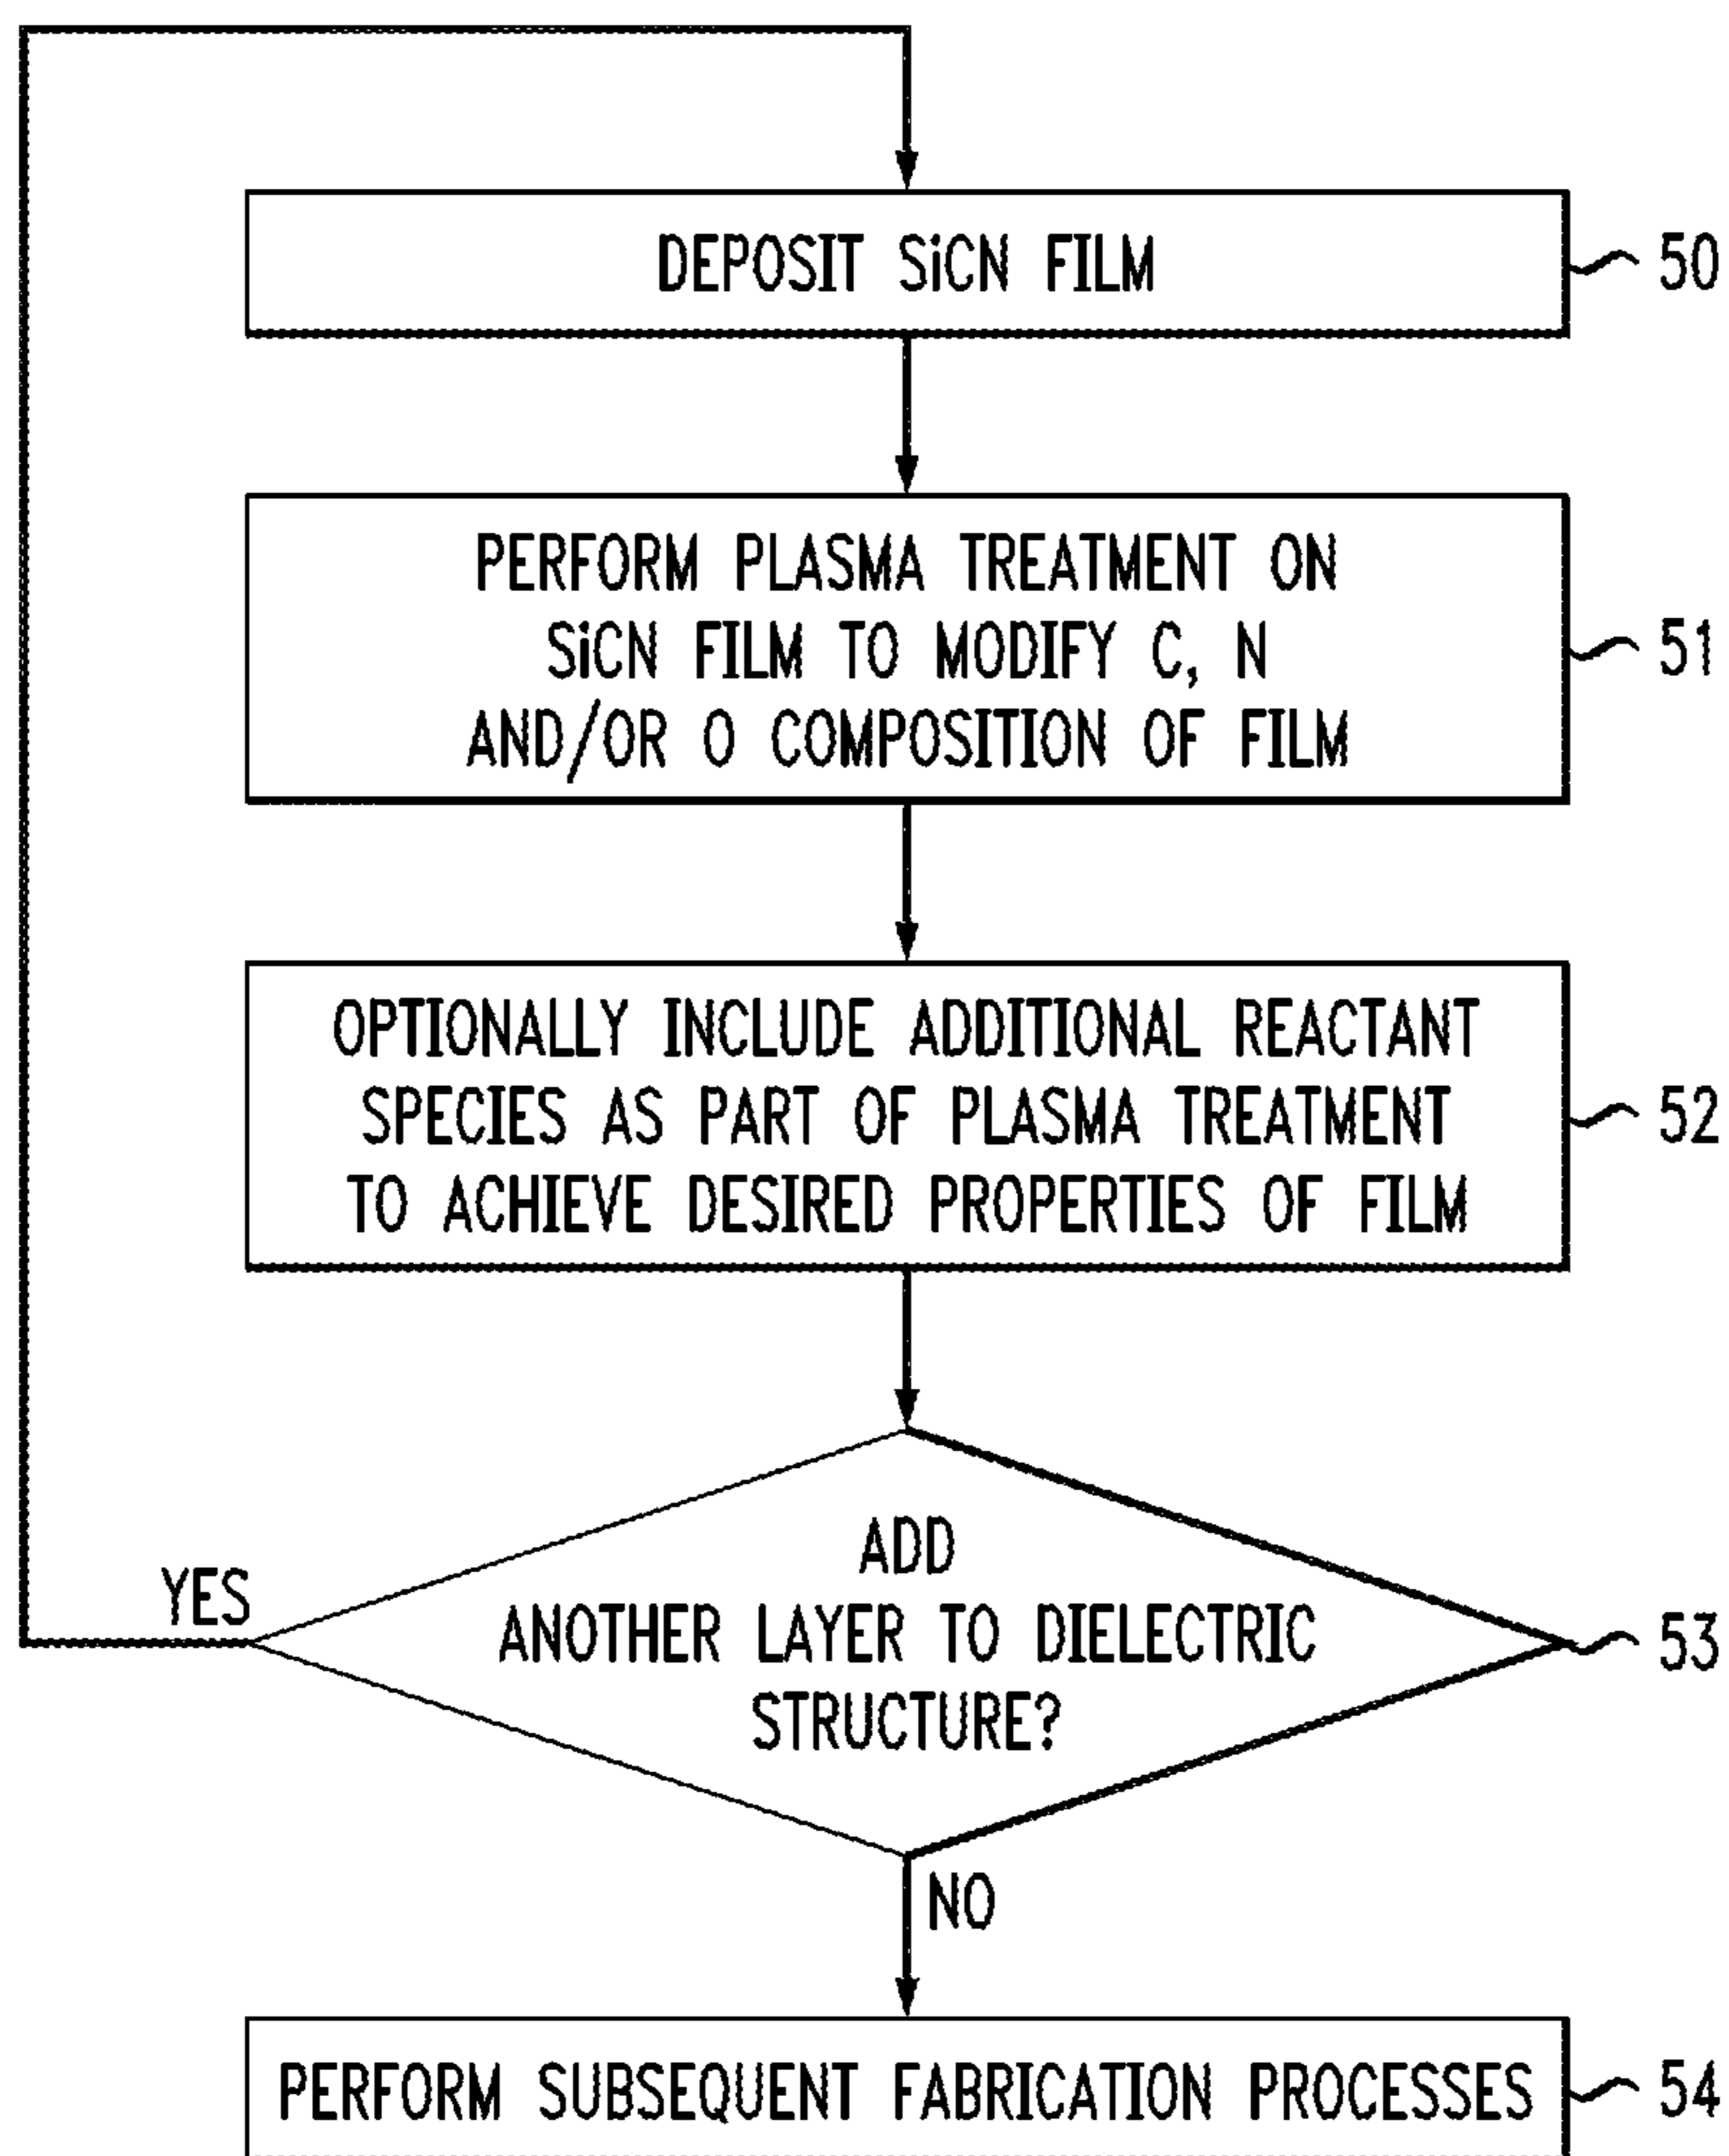 DEPOSIT SiCN FILM
50
PERFORM PLASMA TREATMENT ON
SiCN FILM TO MODIFY C, N
AND/OR O COMPOSITION OF FILM
51
OPTIONALLY INCLUDE ADDITIONAL REACTANT
SPECIES AS PART OF PLASMA TREATMENT
TO ACHIEVE DESIRED PROPERTIES OF FILM
52
ADD
ANOTHER LAYER TO DIELECTRIC
STRUCTURE?
53
YES
NO
PERFORM SUBSEQUENT FABRICATION PROCESSES
54